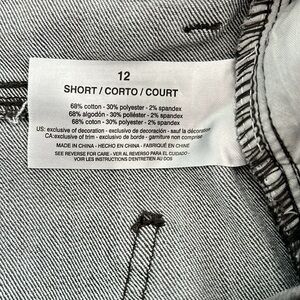 12
SHORT / CORTO / COURT
68% cotton - 30% polyester - 2% spandex
68% algodón - 30% poliéster - 2% spandex
68% coton - 30% polyester - 2% spandex
US: exclusive of decoration - exclusivo de decoración - sauf la décoration
CA:exclusive of trim - exclusivo de borde - garniture non comprise
MADE IN CHINA - HECHO EN CHINA - FABRIQUÉ EN CHINE
SEE REVERSE FOR CARE - VER AL REVERSO PARA EL CUIDADO -
VOIR LES INSTRUCTIONS D'ENTRETIEN AU DOS